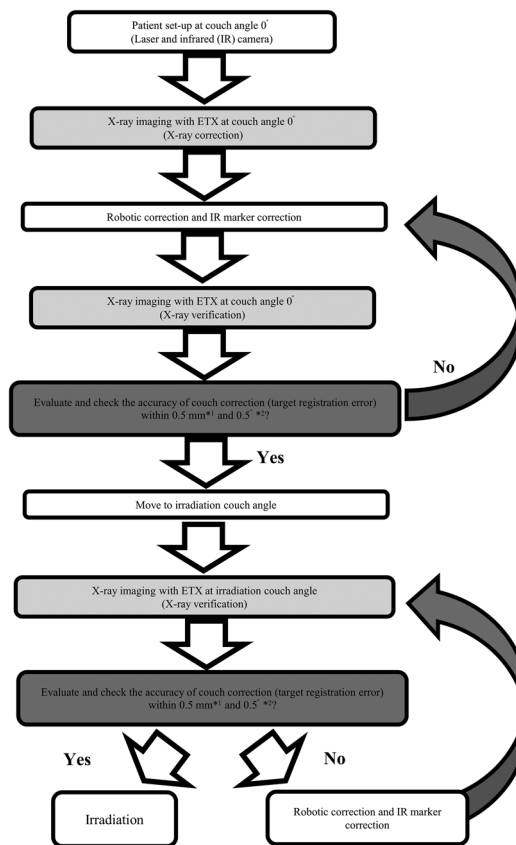 Patient set-up at couch angle 0°
(Laser and infrared (IR) camera)
X-ray imaging with ETX at couch angle 0°
(X-ray correction)
Robotic correction and IR marker correction
X-ray imaging with ETX at couch angle 0°
(X-ray verification)
No
Evaluate and check the accuracy of couch correction (target registration error)
within 0.5 mm*1 and 0.5° *2?
Yes
Move to irradiation couch angle
X-ray imaging with ETX at irradiation couch angle
(X-ray verification)
Evaluate and check the accuracy of couch correction (target registration error)
within 0.5 mm*1 and 0.5° *2?
Yes
No
Irradiation
Robotic correction and IR marker
correction